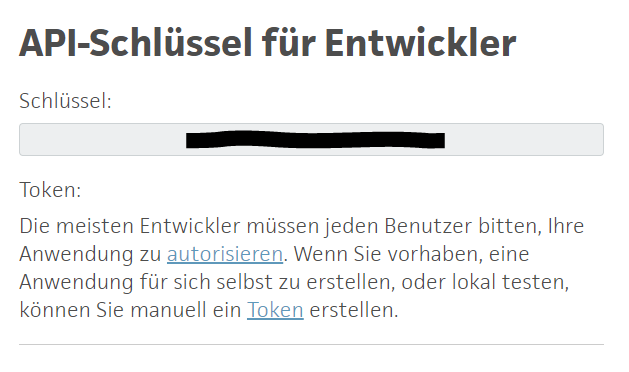 API-Schlüssel für Entwickler
Schlüssel:
Token:
Die meisten Entwickler müssen jeden Benutzer bitten, Ihre
Anwendung zu autorisieren. Wenn Sie vorhaben, eine
Anwendung für sich selbst zu erstellen, oder lokal testen,
können Sie manuell ein Token erstellen.